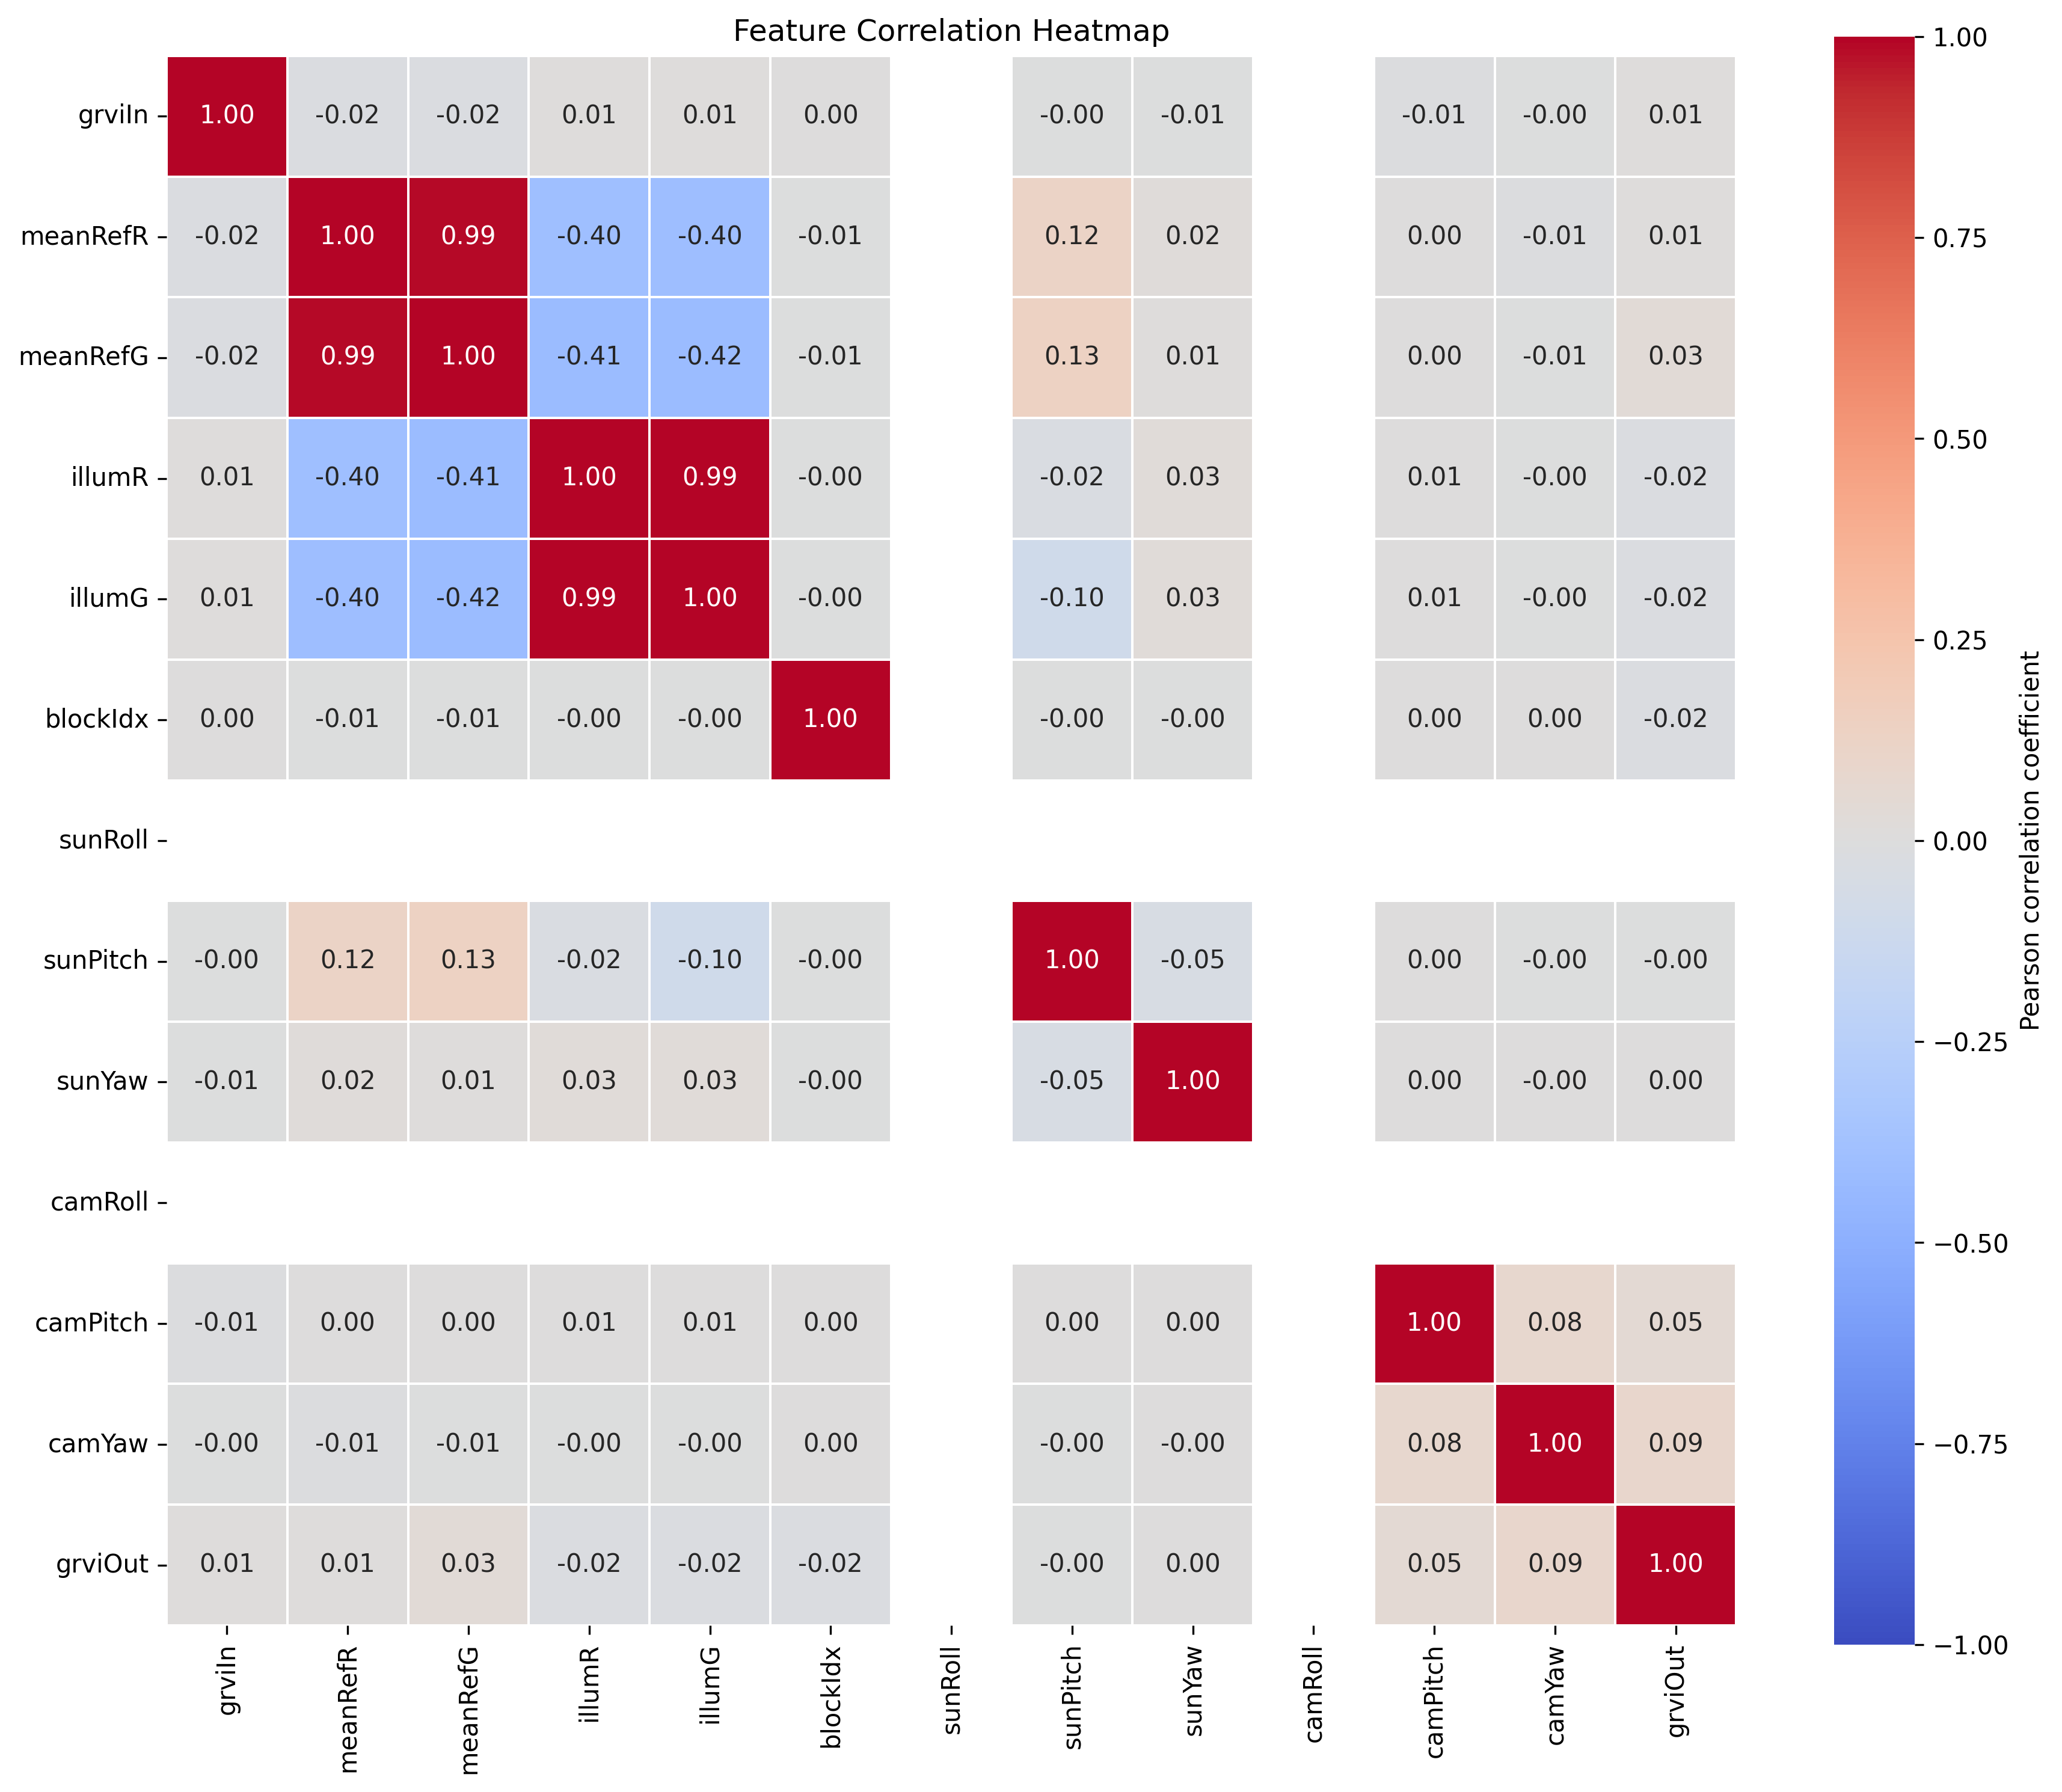 Feature Correlation Heatmap
grviIn 1.00 -0.02 -0.02 0.01 0.01 0.00 -0.00 -0.01 -0.01 -0.00 0.01
meanRefR -0.02 1.00 0.99 -0.40 -0.40 -0.01 0.12 0.02 0.00 -0.01 0.01
meanRefG -0.02 0.99 1.00 -0.41 -0.42 -0.01 0.13 0.01 0.00 -0.01 0.03
illumR 0.01 -0.40 -0.41 1.00 0.99 -0.00 -0.02 0.03 0.01 -0.00 -0.02
illumG 0.01 -0.40 -0.42 0.99 1.00 -0.00 -0.10 0.03 0.01 -0.00 -0.02
blockIdx 0.00 -0.01 -0.01 -0.00 -0.00 1.00 -0.00 -0.00 0.00 0.00 -0.02
sunRoll
sunPitch -0.00 0.12 0.13 -0.02 -0.10 -0.00 1.00 -0.05 0.00 -0.00 -0.00
sunYaw -0.01 0.02 0.01 0.03 0.03 -0.00 -0.05 1.00 0.00 -0.00 0.00
camRoll
camPitch -0.01 0.00 0.00 0.01 0.01 0.00 0.00 0.00 1.00 0.08 0.05
camYaw -0.00 -0.01 -0.01 -0.00 -0.00 0.00 -0.00 -0.00 0.08 1.00 0.09
grviOut 0.01 0.01 0.03 -0.02 -0.02 -0.02 -0.00 0.00 0.05 0.09 1.00
grviIn meanRefR meanRefG illumR illumG blockIdx sunRoll sunPitch sunYaw camRoll camPitch camYaw grviOut
1.00
0.75
0.50
0.25
0.00
−0.25
−0.50
−0.75
−1.00
Pearson correlation coefficient